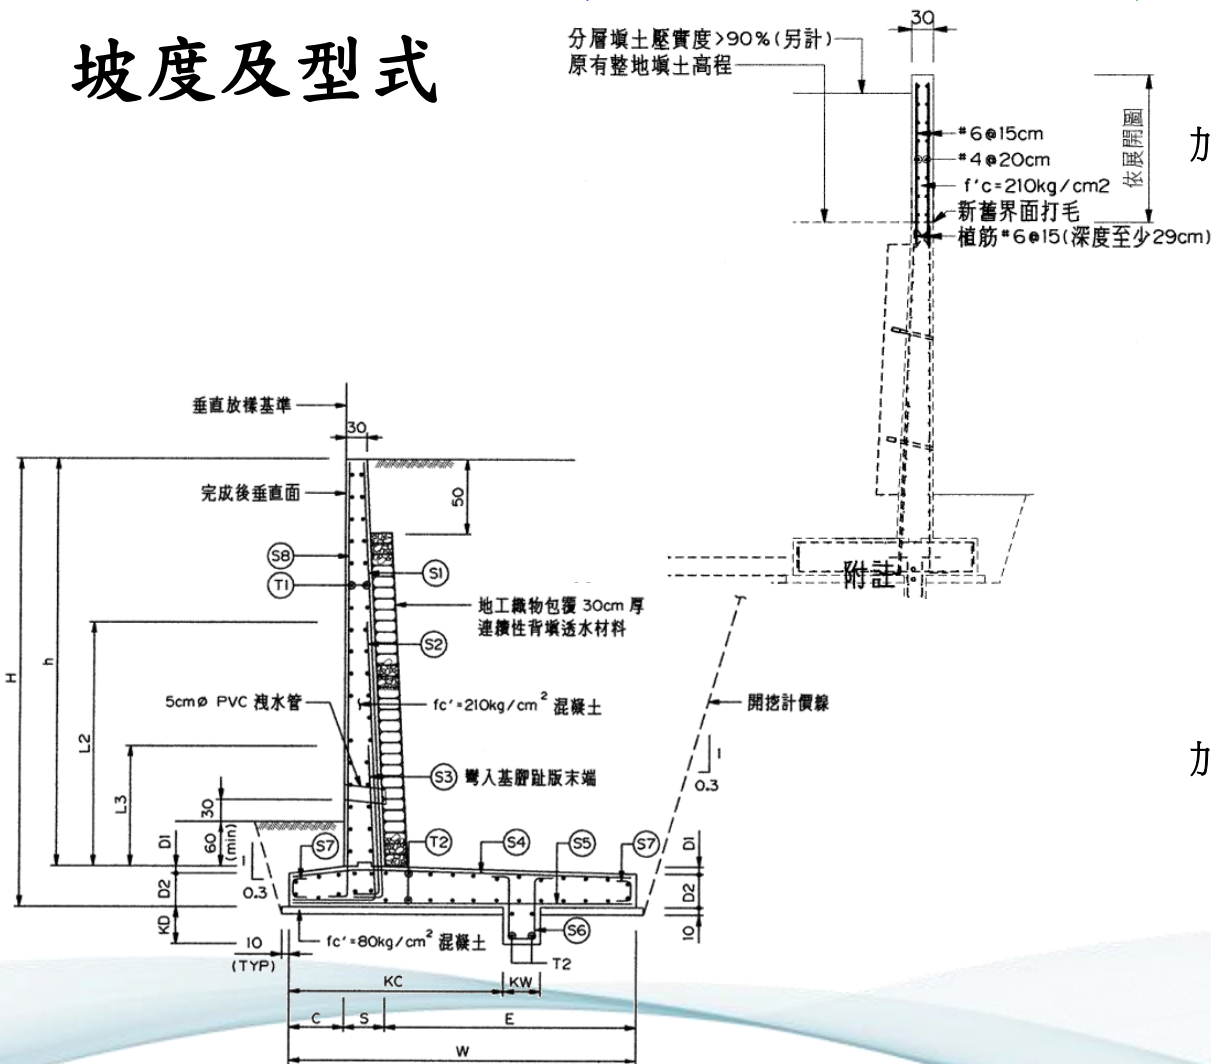 坡度及型式
30
分層填土壓實度>90%(另計)
原有整地填土高程
#6@15cm
#4@20cm
f'c=210kg/cm2
新舊界面打毛
植筋#6@15(深度至少29cm)
依展開圖
力
附註
垂直放樣基準
30
完成後垂直面
50
S8
T1
S1
地工織物包覆 30cm 厚
連續性背填透水材料
S2
H
h
L2
L3
5cmØ PVC 洩水管
fc'=210kg/cm² 混凝土
開挖計價線
力
S3 彎入基腳趾版末端
1
0.3
30
60
(min)
D1
D2
KD
1
0.3
S7
T2
S4
S5
S7
D1
D2
10
S6
10
(TYP)
fc'=80kg/cm² 混凝土
T2
KC
KW
C
S
E
W